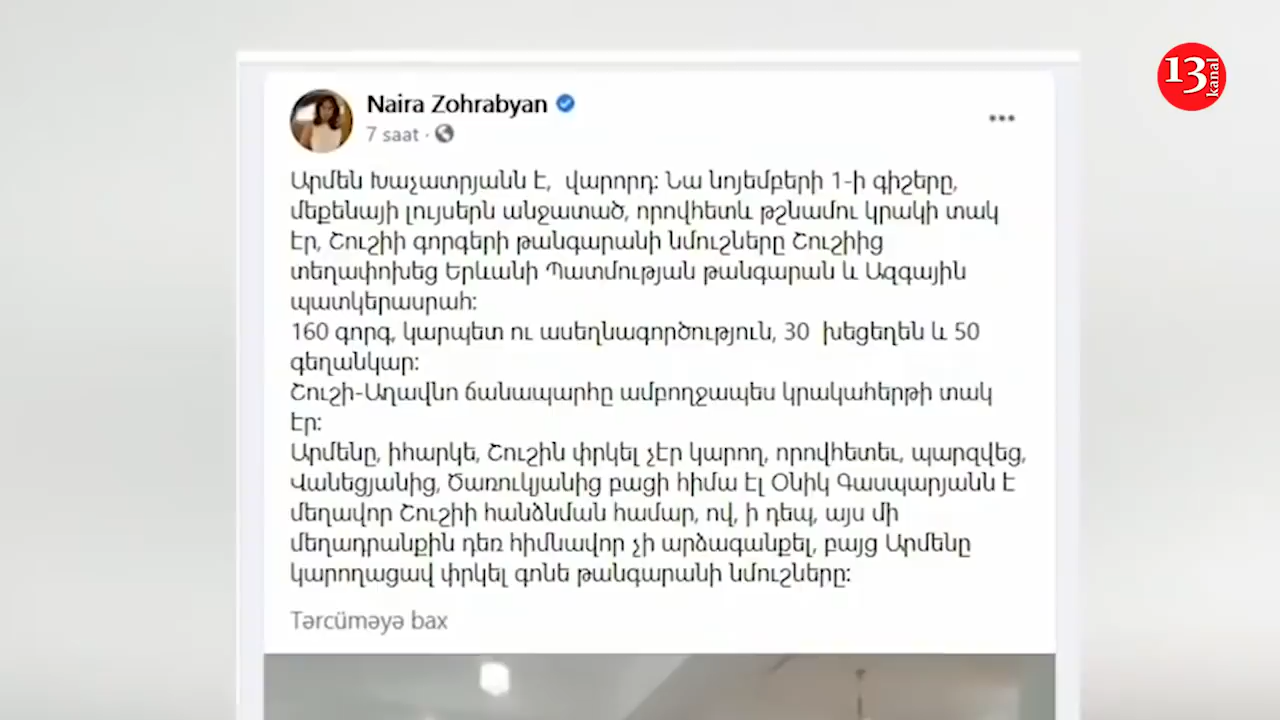 13 kanal
Naira Zohrabyan
7 saat ·
Արմեն Խաչատրյանն է, վարորդ: Նա նոյեմբերի 1-ի գիշերը,
մեքենայի լույսերն անջատած, որովհետև թշնամու կրակի տակ
էր, Շուշիի գորգերի թանգարանի նմուշները Շուշիից
տեղափոխեց Երևանի Պատմության թանգարան և Ազգային
պատկերասրահ:
160 գորգ, կարպետ ու ասեղնագործություն, 30 խեցեղեն և 50
գեղանկար:
Շուշի-Աղավնո ճանապարհը ամբողջապես կրակահերթի տակ
էր:
Արմենը, իհարկե, Շուշին փրկել չէր կարող, որովհետեւ, պարզվեց,
Վանեցյանից, Ծառուկյանից բացի հիմա էլ Օնիկ Գասպարյանն է
մեղավոր Շուշիի հանձնման համար, ով, ի դեպ, այս մի
մեղադրանքին դեռ հիմնավոր չի արձագանքել, բայց Արմենը
կարողացավ փրկել գոնե թանգարանի նմուշները:
Tərcüməyə bax